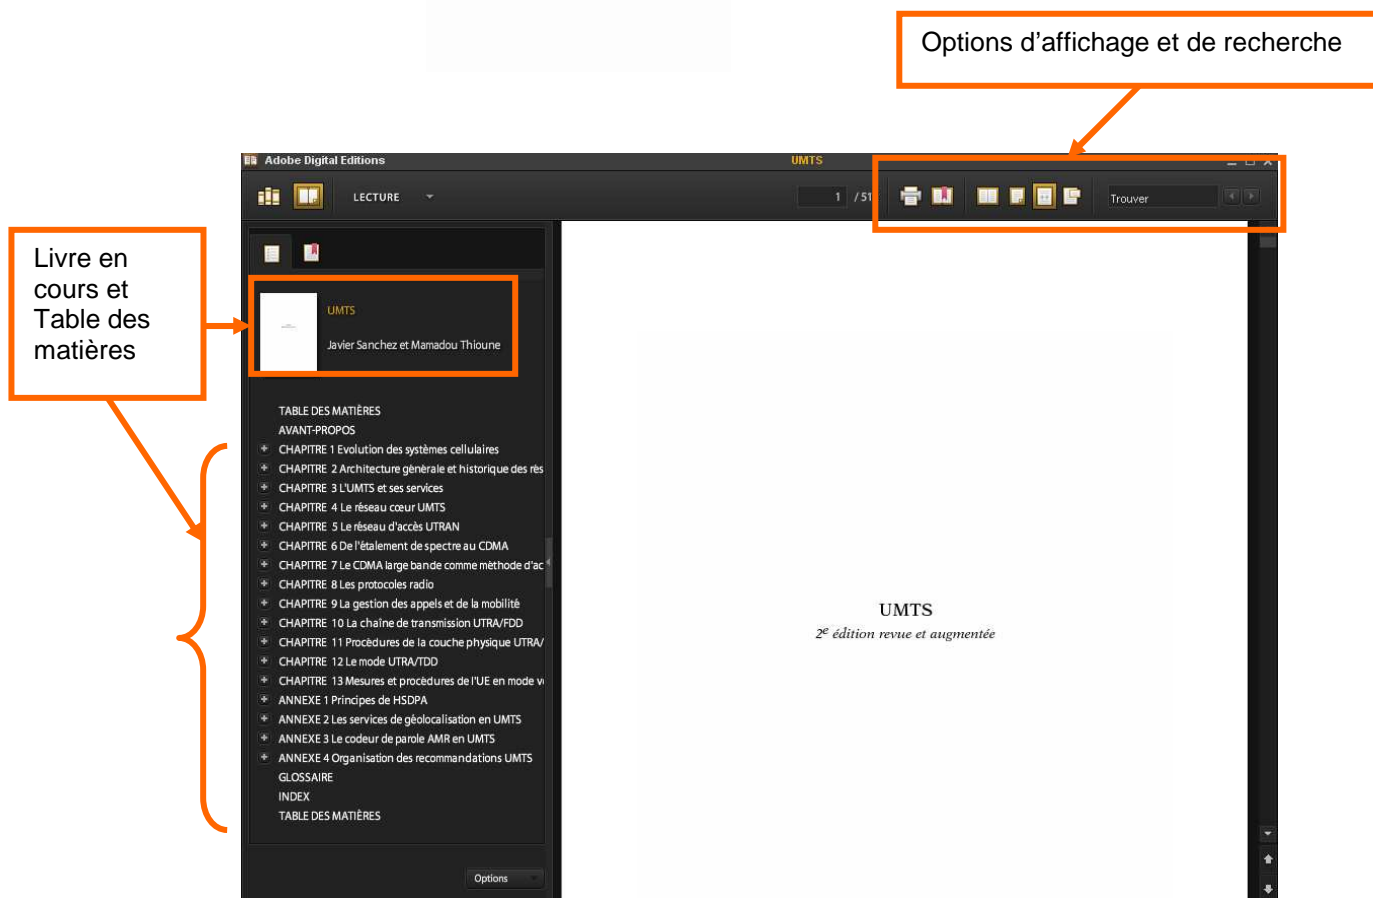 Options d'affichage et de recherche
Adobe Digital Editions
UMTS
LECTURE
1 / 51
Trouver
Livre en
cours et
Table des
matières
UMTS
Javier Sanchez et Mamadou Thioune
TABLE DES MATIÈRES
AVANT-PROPOS
CHAPITRE 1 Evolution des systèmes cellulaires
CHAPITRE 2 Architecture générale et historique des rés
CHAPITRE 3 L'UMTS et ses services
CHAPITRE 4 Le réseau cœur UMTS
CHAPITRE 5 Le réseau d'accès UTRAN
CHAPITRE 6 De l'étalement de spectre au CDMA
CHAPITRE 7 Le CDMA large bande comme méthode d'ac
CHAPITRE 8 Les protocoles radio
CHAPITRE 9 La gestion des appels et de la mobilité
CHAPITRE 10 La chaîne de transmission UTRA/FDD
CHAPITRE 11 Procédures de la couche physique UTRA/
CHAPITRE 12 Le mode UTRA/TDD
CHAPITRE 13 Mesures et procédures de l'UE en mode v
ANNEXE 1 Principes de HSDPA
ANNEXE 2 Les services de géolocalisation en UMTS
ANNEXE 3 Le codeur de parole AMR en UMTS
ANNEXE 4 Organisation des recommandations UMTS
GLOSSAIRE
INDEX
TABLE DES MATIÈRES
Options
UMTS
2e édition revue et augmentée